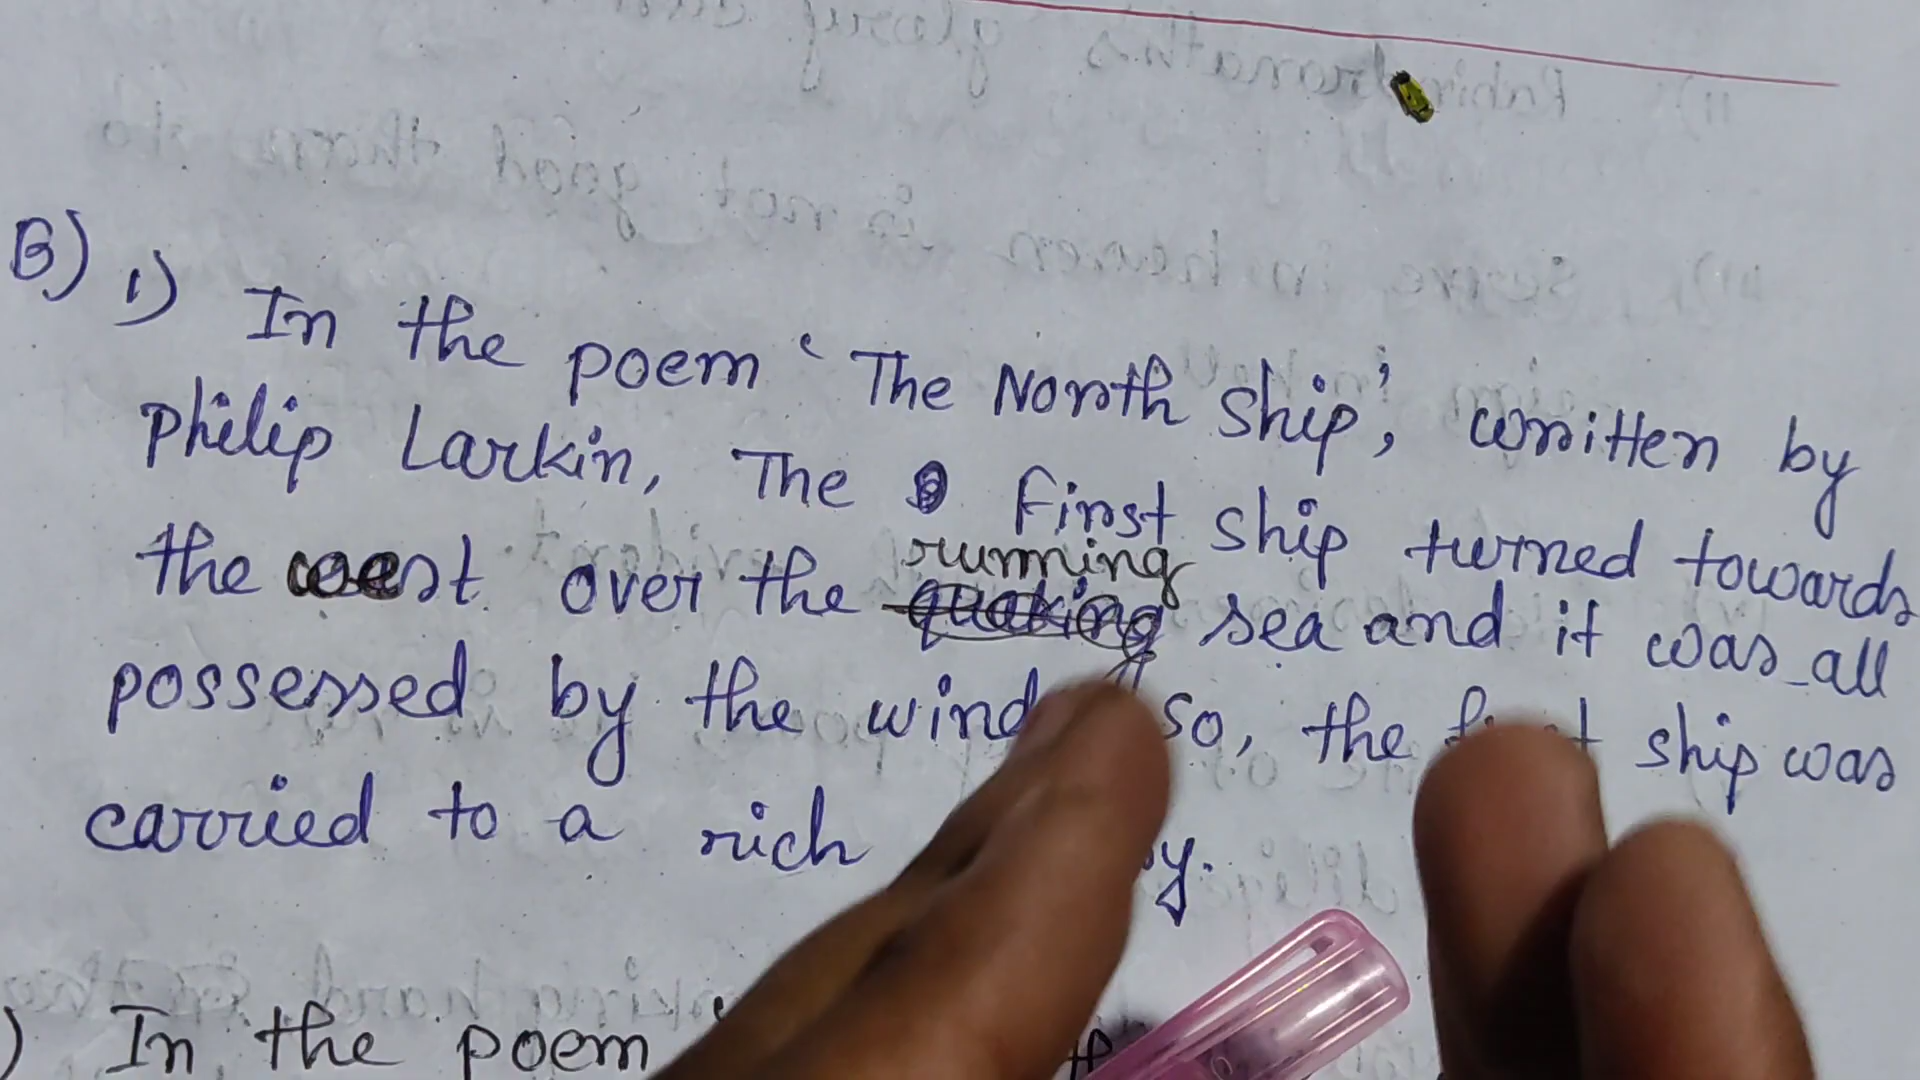 B) 1) In the poem 'The North Ship', written by
Philip Larkin, The First ship turned towards
the west over the running sea and it was all
possessed by the wind so, the ship was
carried to a rich
) In the poem